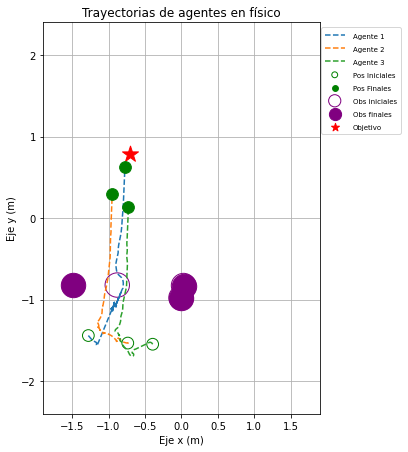 Trayectorias de agentes en físico
Eje y (m)
2
1
0
−1
−2
−1.5 −1.0 −0.5 0.0 0.5 1.0 1.5
Eje x (m)
Agente 1
Agente 2
Agente 3
Pos Iniciales
Pos Finales
Obs iniciales
Obs finales
Objetivo